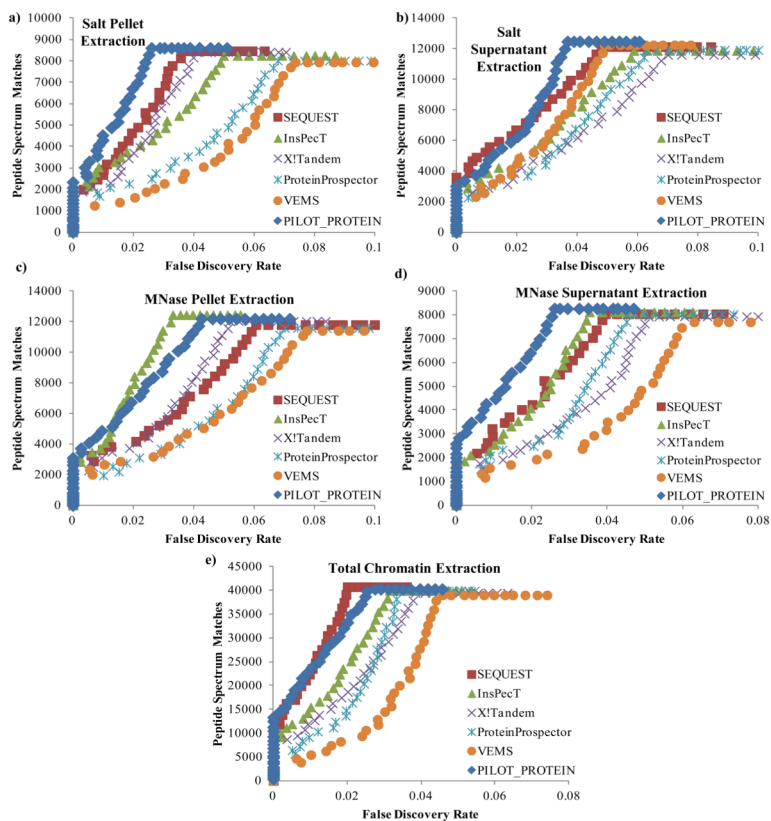 a)
Salt Pellet
Extraction
10000
9000
8000
7000
6000
5000
4000
3000
2000
1000
0
Peptide Spectrum Matches
SEQUEST
InsPecT
X!Tandem
ProteinProspector
VEMS
PILOT_PROTEIN
0
0.02
0.04
0.06
0.08
0.1
False Discovery Rate
b)
Salt
Supernatant
Extraction
14000
12000
10000
8000
6000
4000
2000
0
Peptide Spectrum Matches
SEQUEST
InsPecT
X!Tandem
ProteinProspector
VEMS
PILOT_PROTEIN
0
0.02
0.04
0.06
0.08
0.1
False Discovery Rate
c)
MNase Pellet Extraction
14000
12000
10000
8000
6000
4000
2000
0
Peptide Spectrum Matches
SEQUEST
InsPecT
X!Tandem
ProteinProspector
VEMS
PILOT_PROTEIN
0
0.02
0.04
0.06
0.08
0.1
False Discovery Rate
d)
MNase Supernatant Extraction
9000
8000
7000
6000
5000
4000
3000
2000
1000
0
Peptide Spectrum Matches
SEQUEST
InsPecT
X!Tandem
ProteinProspector
VEMS
PILOT_PROTEIN
0
0.02
0.04
0.06
0.08
False Discovery Rate
e)
Total Chromatin Extraction
45000
40000
35000
30000
25000
20000
15000
10000
5000
0
Peptide Spectrum Matches
SEQUEST
InsPecT
X!Tandem
ProteinProspector
VEMS
PILOT_PROTEIN
0
0.02
0.04
0.06
0.08
False Discovery Rate